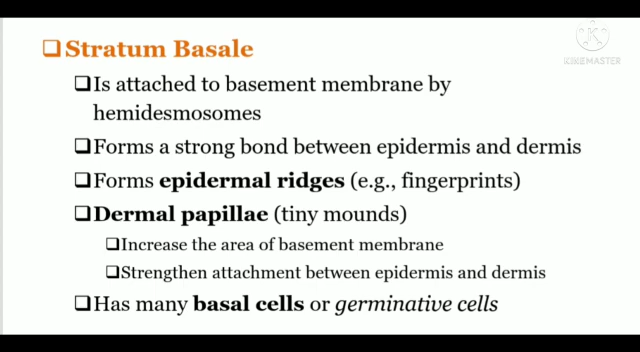 KINEMASTER
❑Stratum Basale
❑Is attached to basement membrane by
hemidesmosomes
❑Forms a strong bond between epidermis and dermis
❑Forms epidermal ridges (e.g., fingerprints)
❑Dermal papillae (tiny mounds)
❑Increase the area of basement membrane
❑Strengthen attachment between epidermis and dermis
❑Has many basal cells or germinative cells